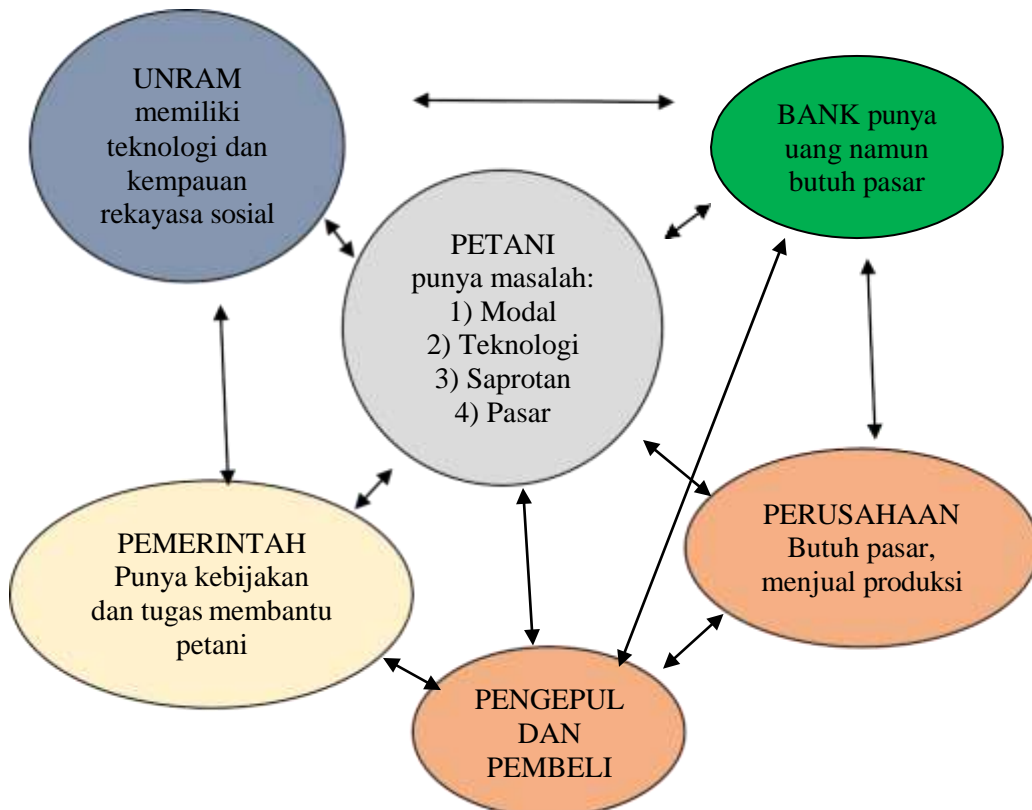 UNRAM
memiliki
teknologi dan
kempauan
rekayasa sosial
BANK punya
uang namun
butuh pasar
PETANI
punya masalah:
1) Modal
2) Teknologi
3) Saprotan
4) Pasar
PEMERINTAH
Punya kebijakan
dan tugas membantu
petani
PERUSAHAAN
Butuh pasar,
menjual produksi
PENGEPUL
DAN
PEMBELI